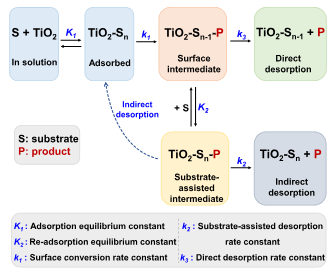 S + TiO2
In solution
K1
TiO2-Sn
Adsorbed
k1
TiO2-Sn-1-P
Surface
intermediate
k3
TiO2-Sn-1 + P
Direct
desorption
Indirect
desorption
+ S
K2
S: substrate
P: product
TiO2-Sn-P
Substrate-
assisted
intermediate
k2
TiO2-Sn + P
Indirect
desorption
K1: Adsorption equilibrium constant
K2: Re-adsorption equilibrium constant
k1: Surface conversion rate constant
k2: Substrate-assisted desorption
rate constant
k3: Direct desorption rate constant